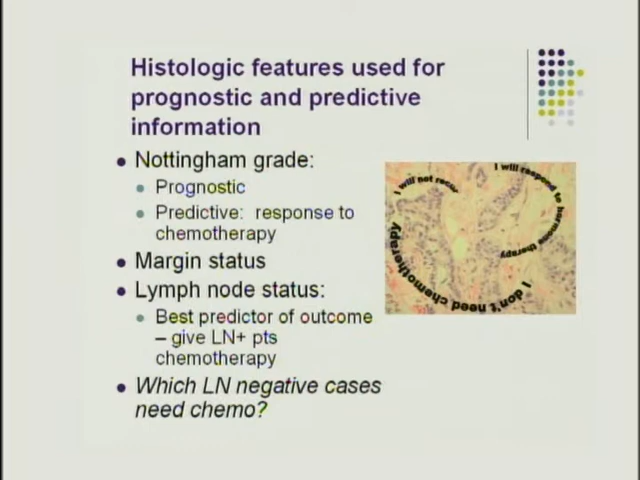 Histologic features used for
prognostic and predictive
information
Nottingham grade:
Prognostic
Predictive: response to
chemotherapy
Margin status
Lymph node status:
Best predictor of outcome
– give LN+ pts
chemotherapy
Which LN negative cases
need chemo?
I will not recur
I will respond to hormone therapy
I don't need chemotherapy